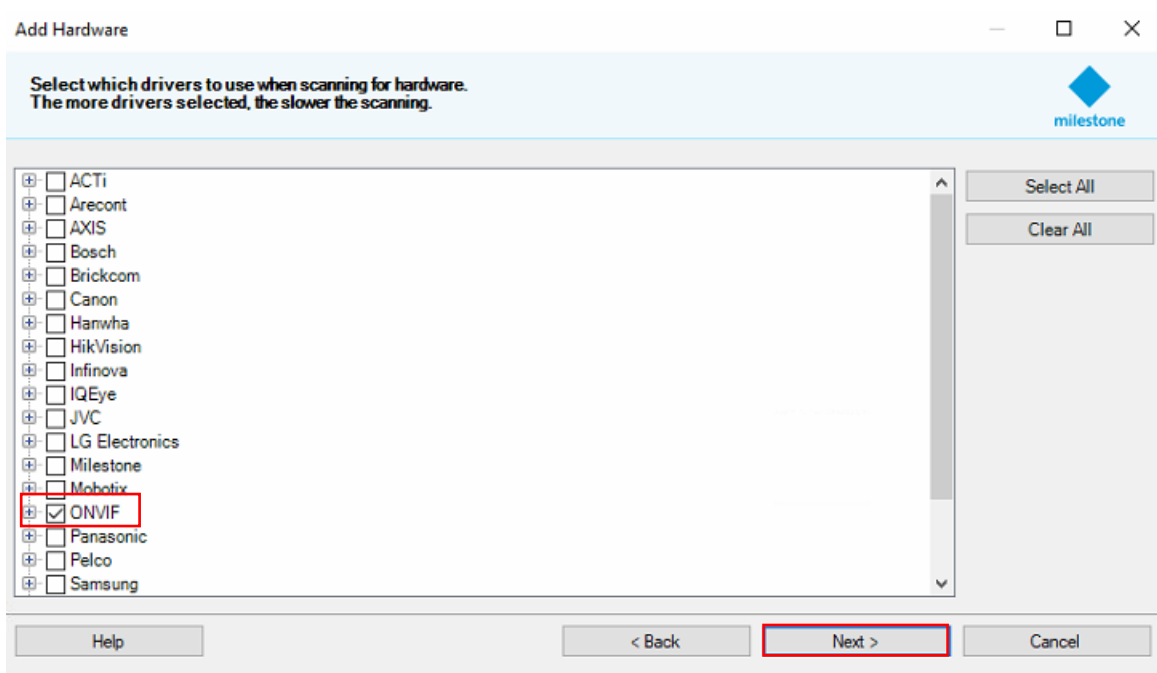 Add Hardware
Select which drivers to use when scanning for hardware.
The more drivers selected, the slower the scanning.
milestone
ACTi
Arecont
AXIS
Bosch
Brickcom
Canon
Hanwha
HikVision
Infinova
IQEye
JVC
LG Electronics
Milestone
Mobotix
ONVIF
Panasonic
Pelco
Samsung
Select All
Clear All
Help
< Back
Next >
Cancel